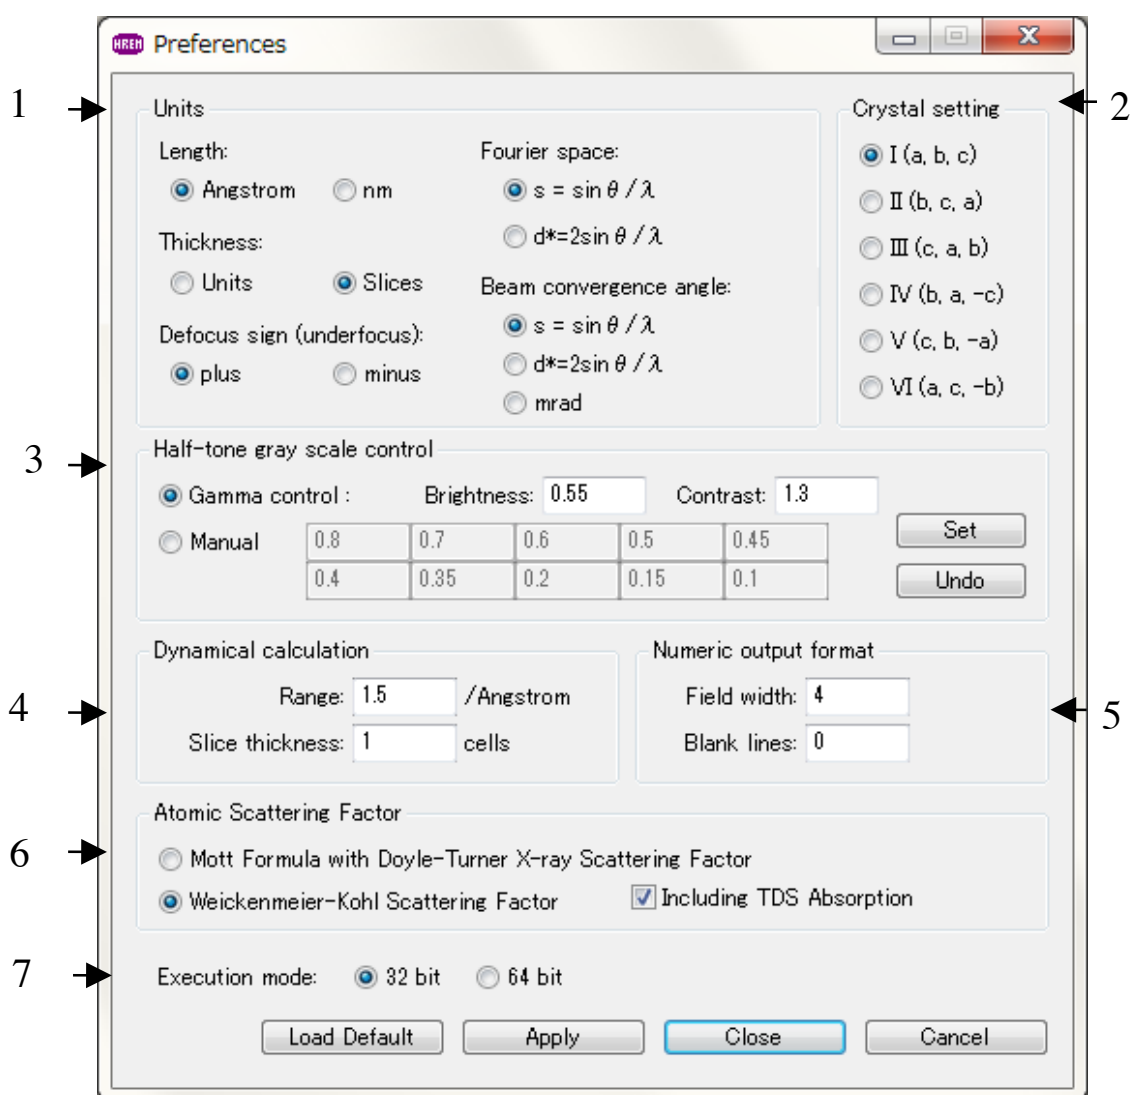 HREM Preferences
1
2
Units
Length:
Angstrom nm
Thickness:
Units Slices
Defocus sign (underfocus):
plus minus
Fourier space:
s = sin θ / λ
d*=2sin θ / λ
Beam convergence angle:
s = sin θ / λ
d*=2sin θ / λ
mrad
Crystal setting
Ⅰ (a, b, c)
Ⅱ (b, c, a)
Ⅲ (c, a, b)
Ⅳ (b, a, -c)
Ⅴ (c, b, -a)
Ⅵ (a, c, -b)
3
Half-tone gray scale control
Gamma control : Brightness: 0.55 Contrast: 1.3
Manual 0.8 0.7 0.6 0.5 0.45
0.4 0.35 0.2 0.15 0.1
Set
Undo
4
Dynamical calculation
Range: 1.5 /Angstrom
Slice thickness: 1 cells
5
Numeric output format
Field width: 4
Blank lines: 0
6
Atomic Scattering Factor
Mott Formula with Doyle-Turner X-ray Scattering Factor
Weickenmeier-Kohl Scattering Factor Including TDS Absorption
7
Execution mode: 32 bit 64 bit
Load Default Apply Close Cancel